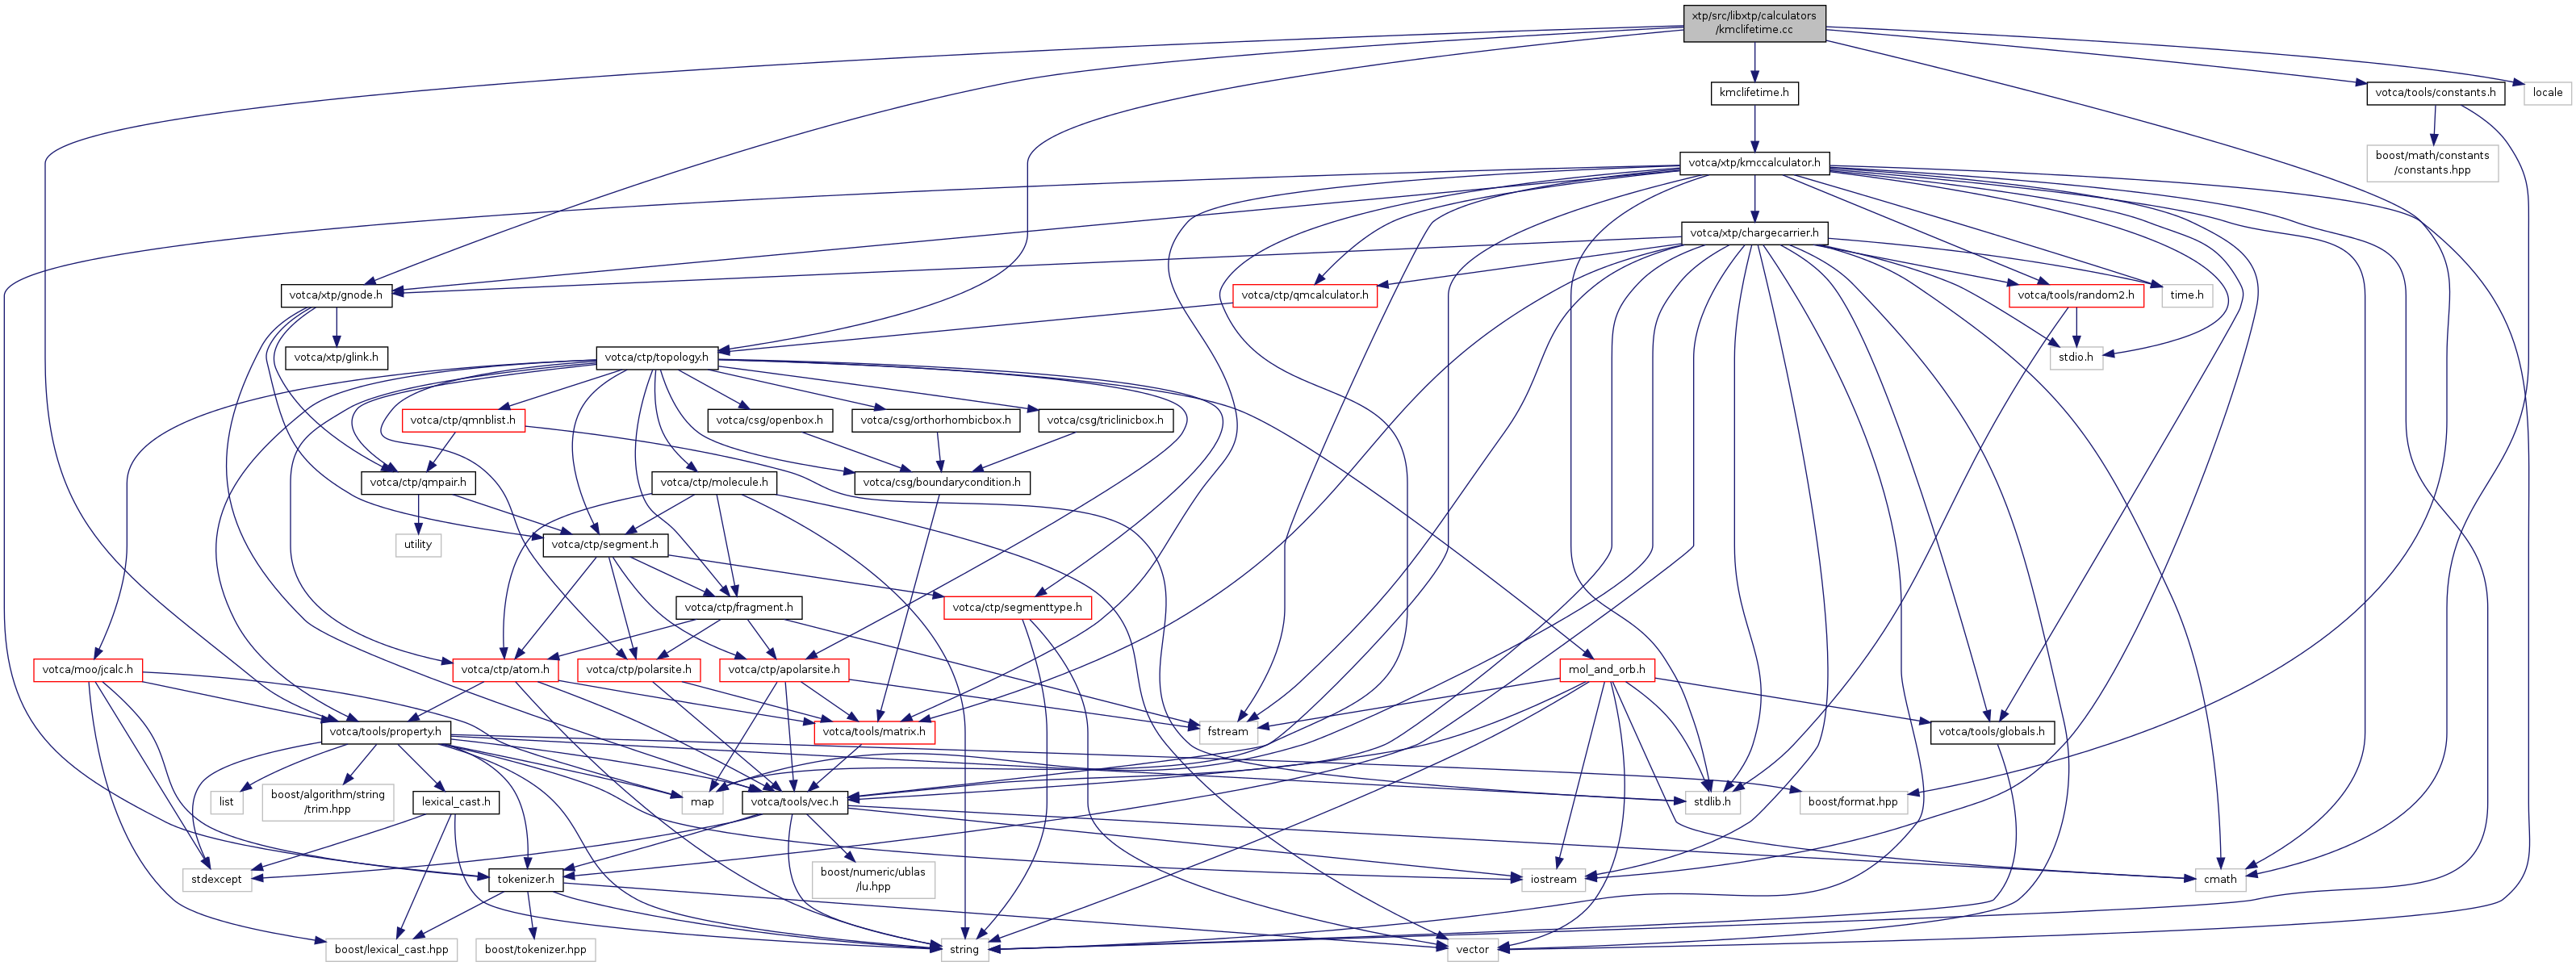 xtp/src/libxtp/calculators
/kmclifetime.cc
kmclifetime.h
votca/tools/constants.h
locale
votca/xtp/kmccalculator.h
boost/math/constants
/constants.hpp
votca/xtp/chargecarrier.h
votca/xtp/gnode.h
votca/ctp/qmcalculator.h
votca/tools/random2.h
time.h
votca/xtp/glink.h
votca/ctp/topology.h
stdio.h
votca/ctp/qmnblist.h
votca/csg/openbox.h
votca/csg/orthorhombicbox.h
votca/csg/triclinicbox.h
votca/ctp/qmpair.h
votca/ctp/molecule.h
votca/csg/boundarycondition.h
utility
votca/ctp/segment.h
votca/ctp/fragment.h
votca/ctp/segmenttype.h
votca/moo/jcalc.h
votca/ctp/atom.h
votca/ctp/polarsite.h
votca/ctp/apolarsite.h
mol_and_orb.h
votca/tools/property.h
votca/tools/matrix.h
fstream
votca/tools/globals.h
list
boost/algorithm/string
/trim.hpp
lexical_cast.h
map
votca/tools/vec.h
stdlib.h
boost/format.hpp
stdexcept
tokenizer.h
boost/numeric/ublas
/lu.hpp
iostream
cmath
boost/lexical_cast.hpp
boost/tokenizer.hpp
string
vector